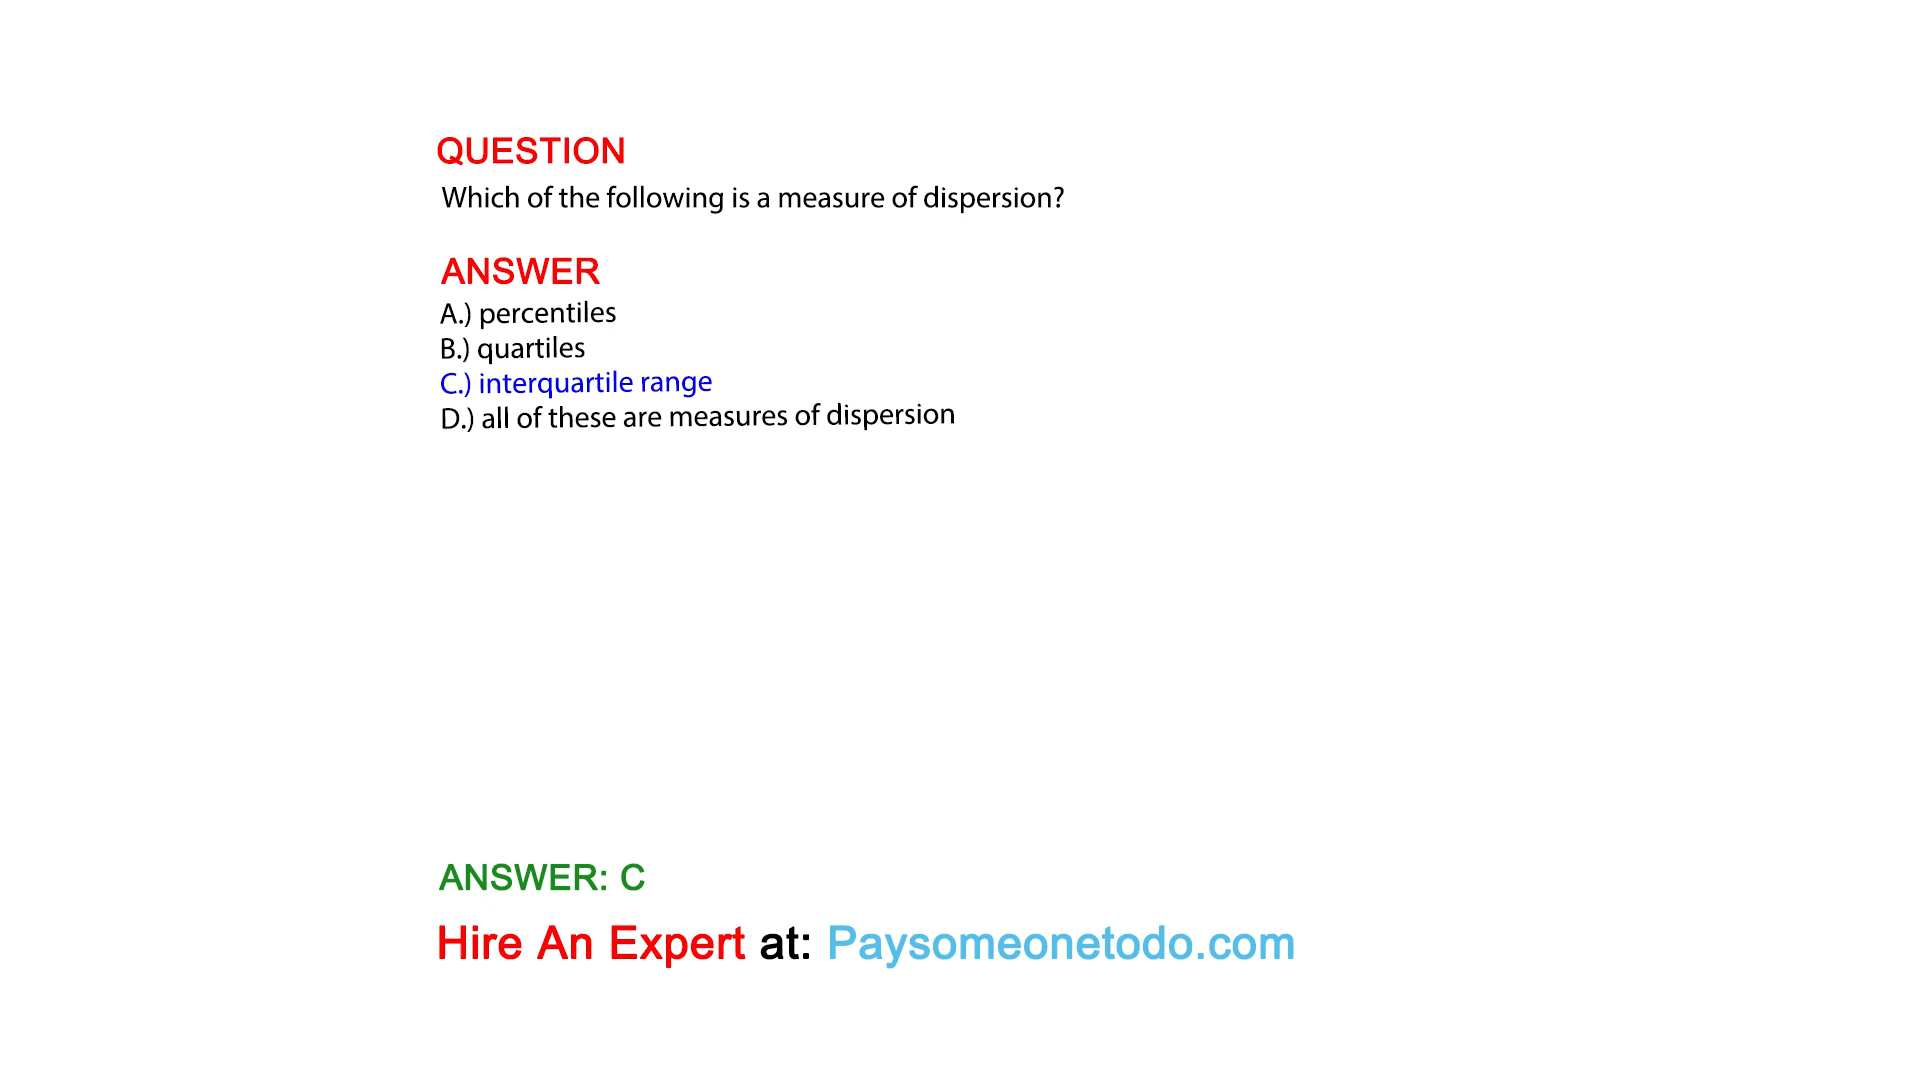 QUESTION
Which of the following is a measure of dispersion?
ANSWER
A.) percentiles
B.) quartiles
C.) interquartile range
D.) all of these are measures of dispersion
ANSWER: C
Hire An Expert at: Paysomeonetodo.com